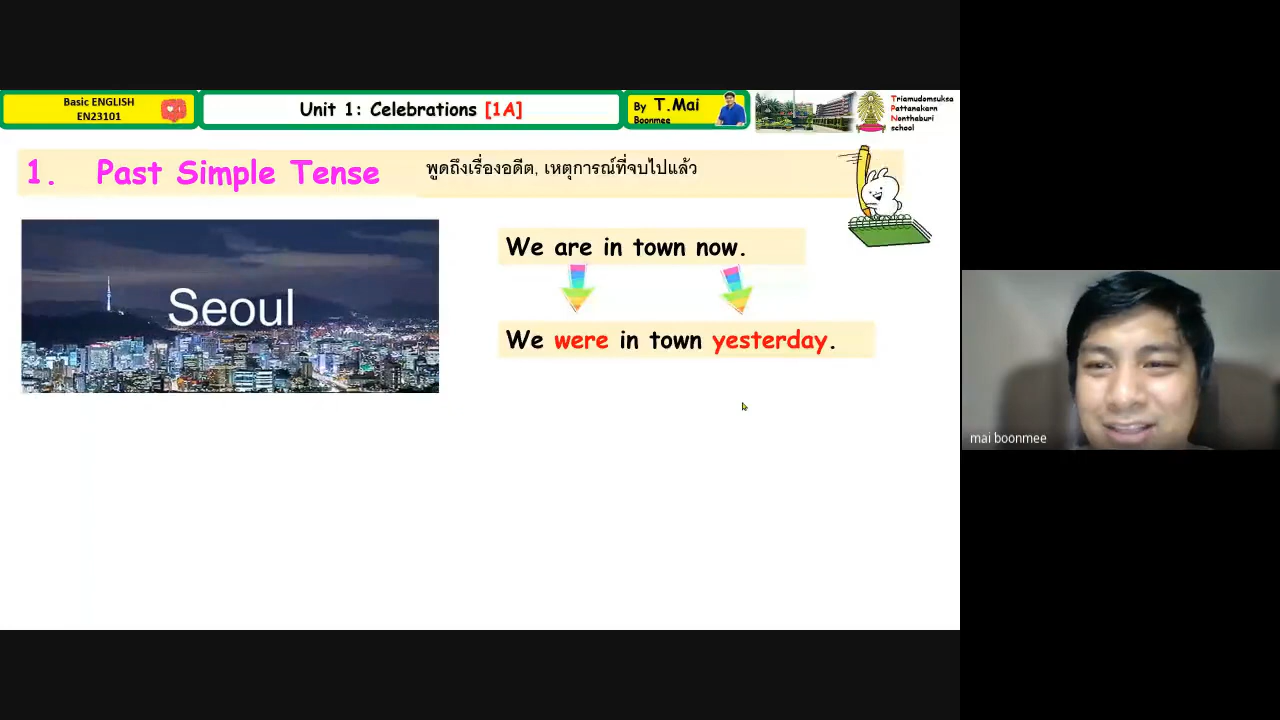 Basic ENGLISH
EN23101
Unit 1: Celebrations [1A]
By T.Mai
Boonmee
Triamudomsuksa
Pattanakarn
Nonthaburi
school
1. Past Simple Tense
พูดถึงเรื่องอดีต, เหตุการณ์ที่จบไปแล้ว
Seoul
We are in town now.
We were in town yesterday.
mai boonmee